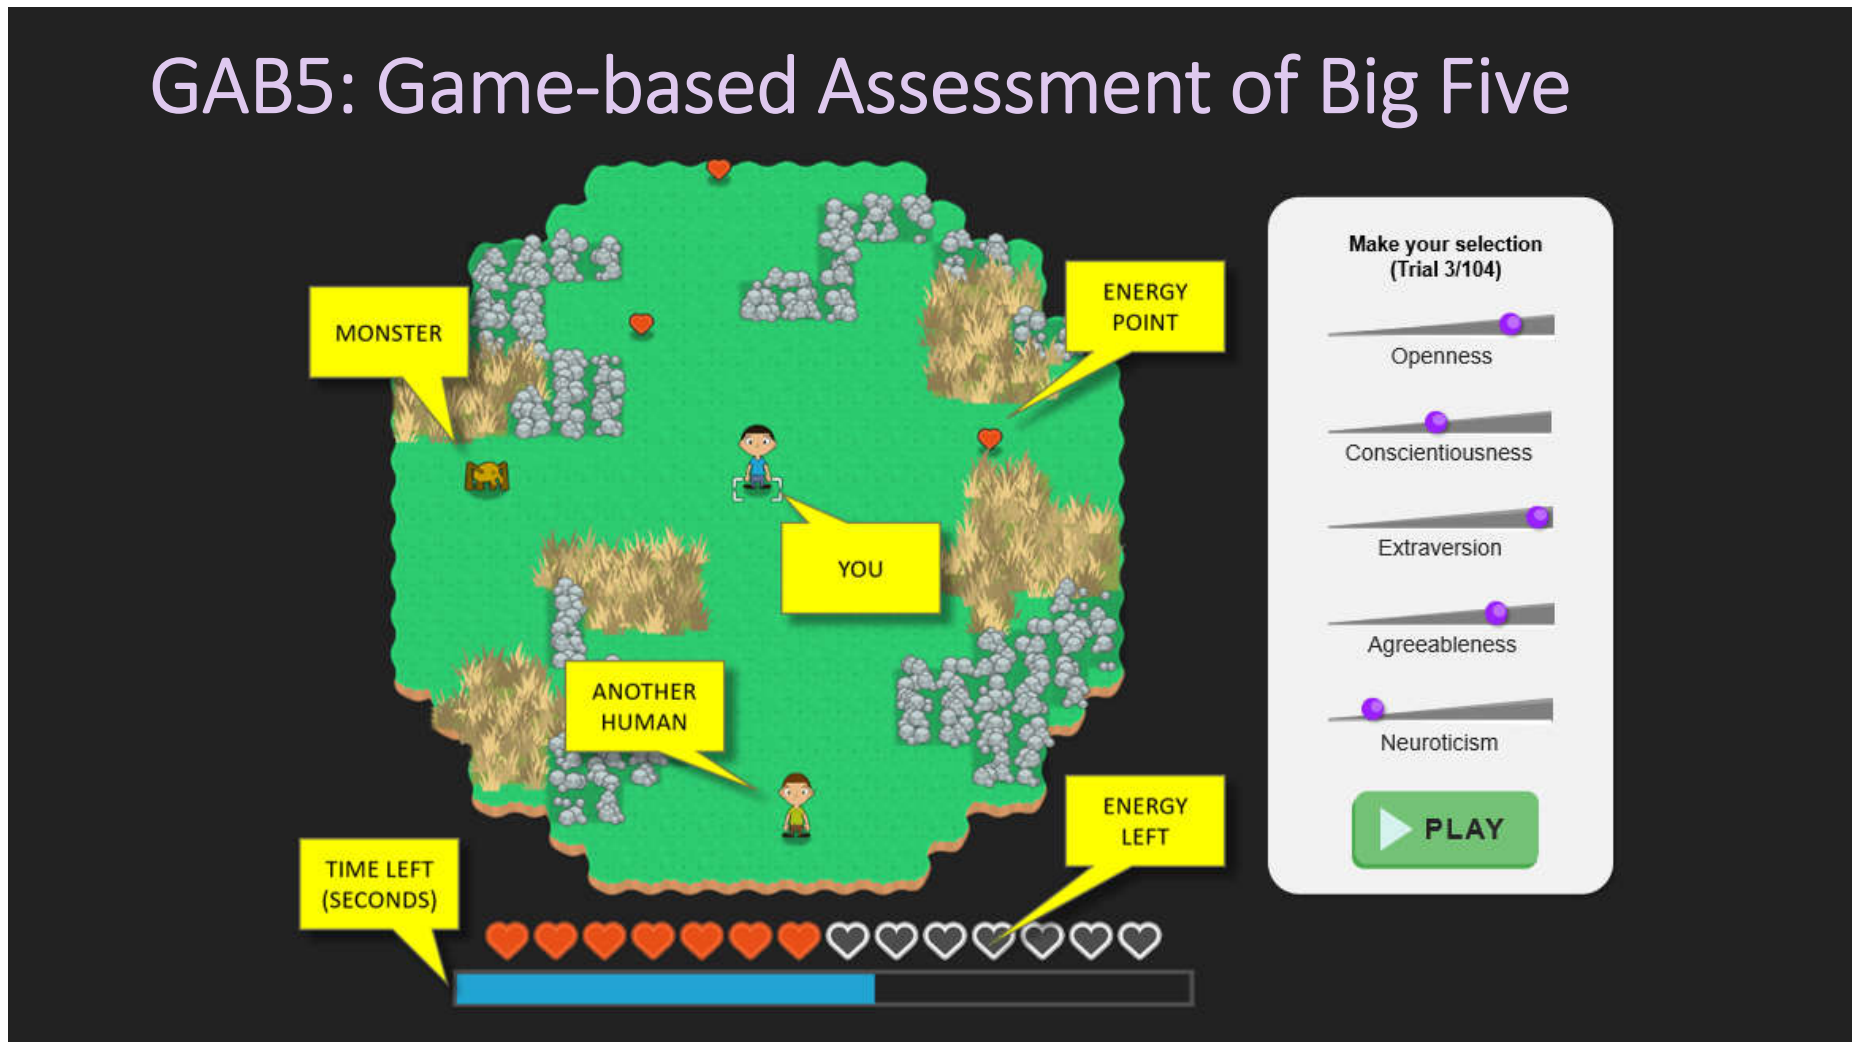 GAB5: Game-based Assessment of Big Five
MONSTER
ENERGY
POINT
YOU
ANOTHER
HUMAN
ENERGY
LEFT
TIME LEFT
(SECONDS)
Make your selection
(Trial 3/104)
Openness
Conscientiousness
Extraversion
Agreeableness
Neuroticism
PLAY